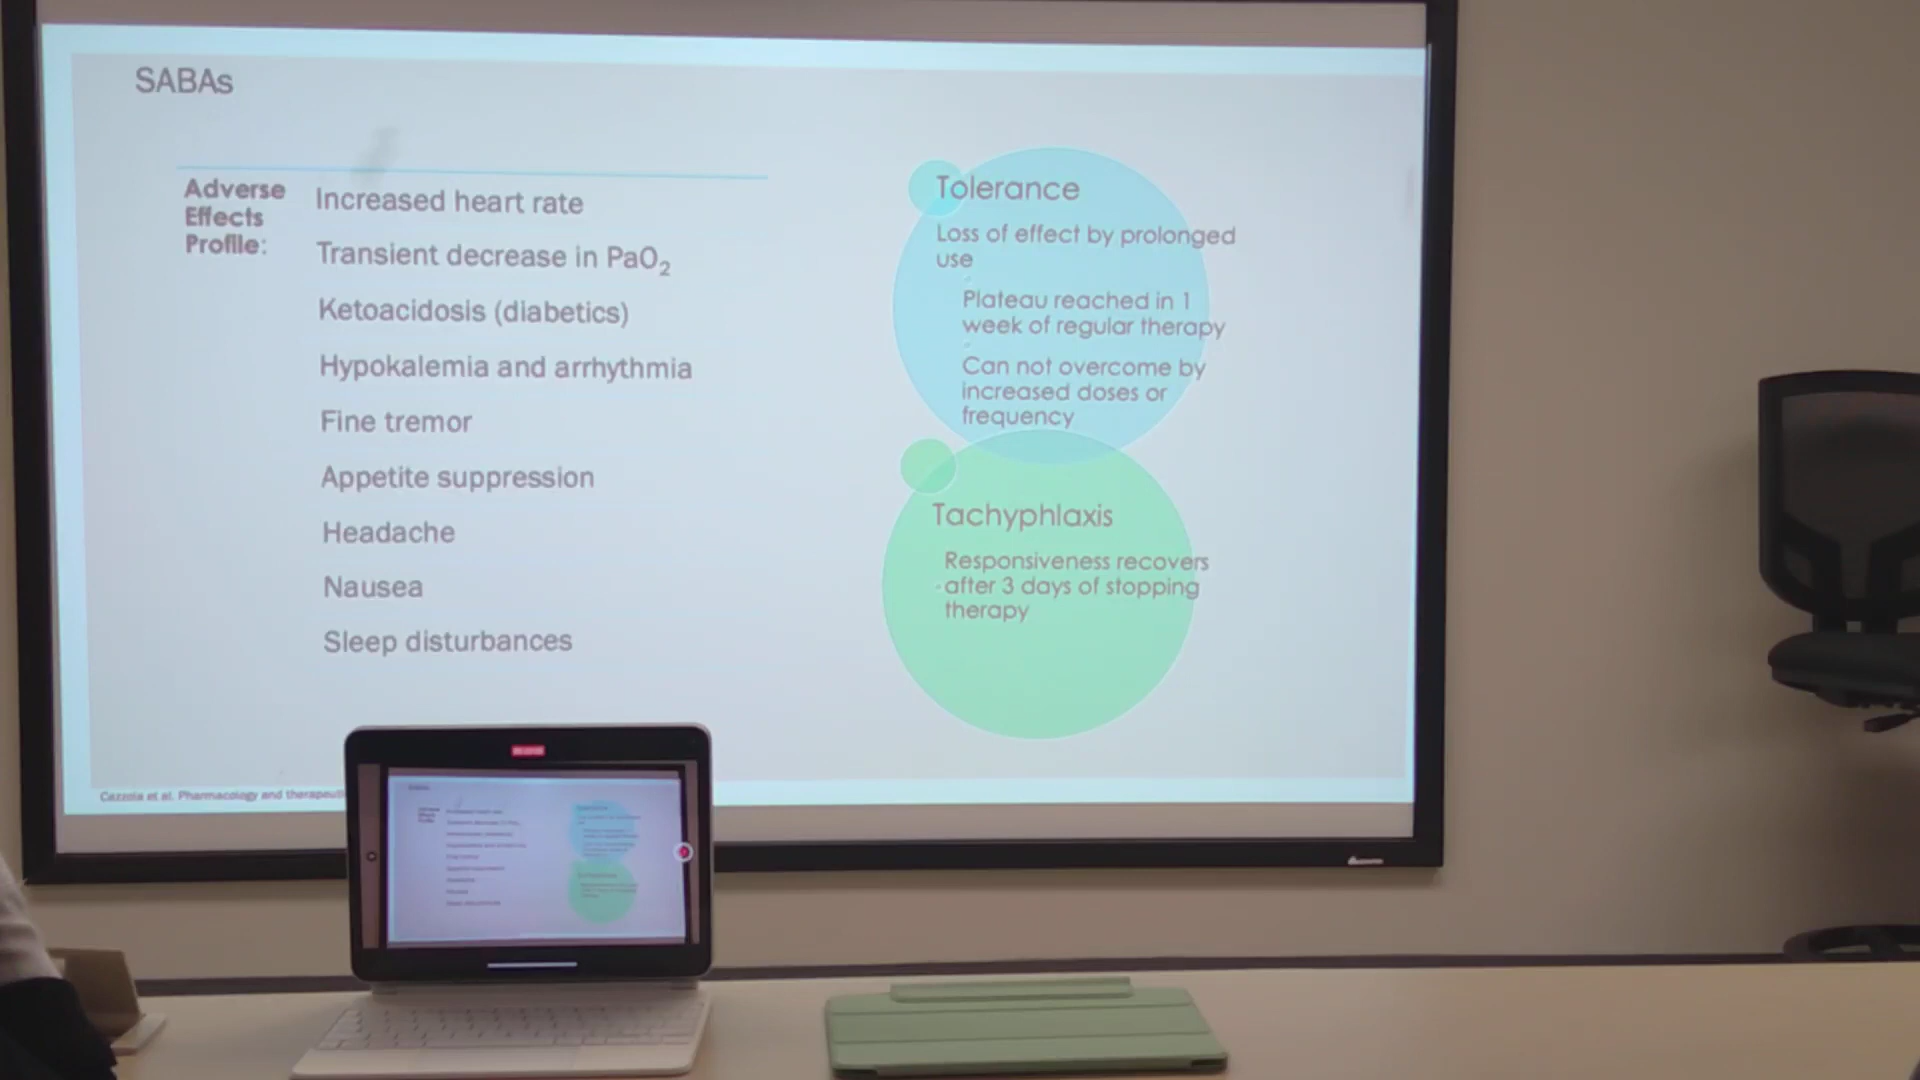 SABAs
Adverse
Effects
Profile:
Increased heart rate
Transient decrease in PaO₂
Ketoacidosis (diabetics)
Hypokalemia and arrhythmia
Fine tremor
Appetite suppression
Headache
Nausea
Sleep disturbances
Tolerance
Loss of effect by prolonged
use
Plateau reached in 1
week of regular therapy
Can not overcome by
increased doses or
frequency
Tachyphlaxis
Responsiveness recovers
after 3 days of stopping
therapy
et al. Pharmacology and